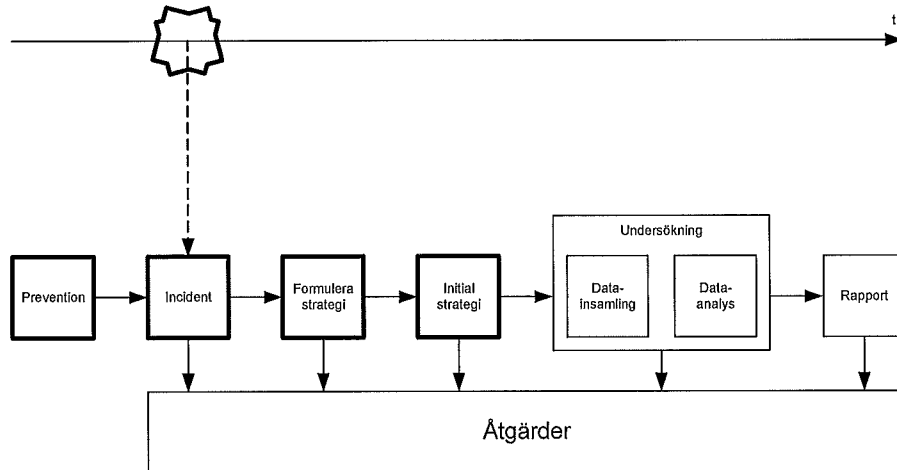 t
Undersökning
Prevention
Incident
Formulera
strategi
Initial
strategi
Data-
insamling
Data-
analys
Rapport
Åtgärder